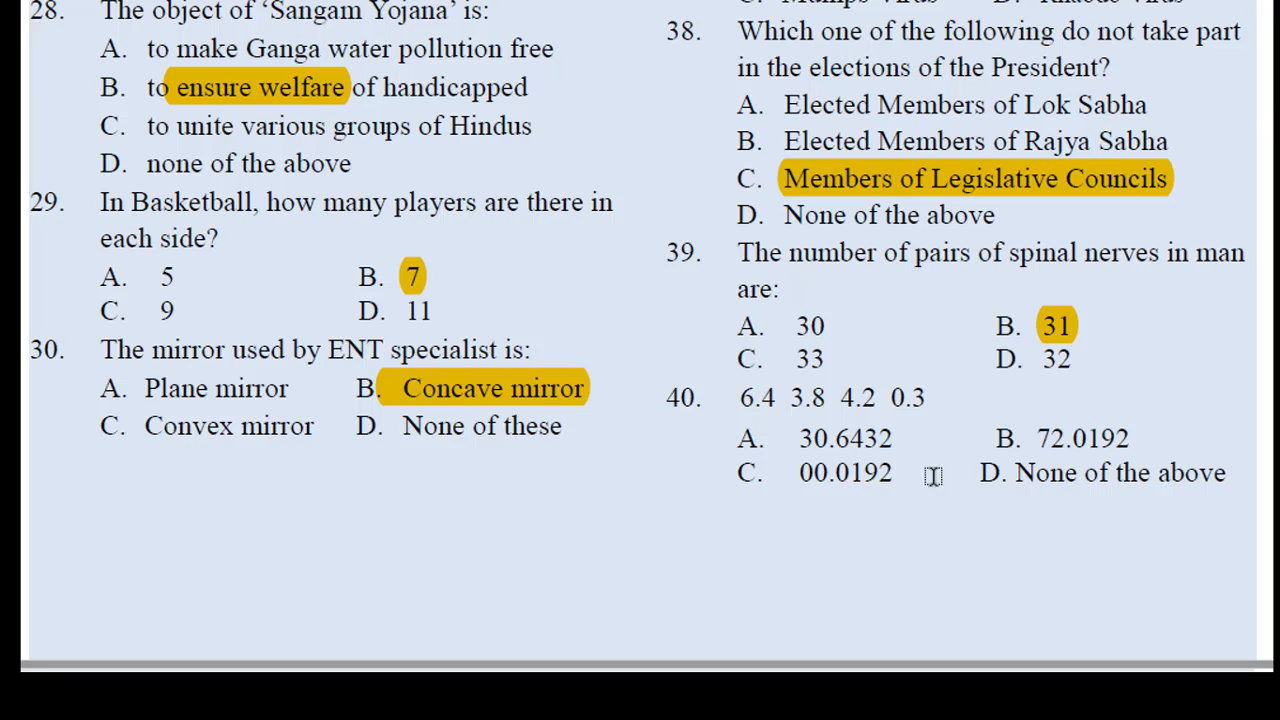 28. The object of ‘Sangam Yojana’ is:
A. to make Ganga water pollution free
B. to ensure welfare of handicapped
C. to unite various groups of Hindus
D. none of the above
29. In Basketball, how many players are there in
each side?
A. 5 B. 7
C. 9 D. 11
30. The mirror used by ENT specialist is:
A. Plane mirror B. Concave mirror
C. Convex mirror D. None of these
38. Which one of the following do not take part
in the elections of the President?
A. Elected Members of Lok Sabha
B. Elected Members of Rajya Sabha
C. Members of Legislative Councils
D. None of the above
39. The number of pairs of spinal nerves in man
are:
A. 30 B. 31
C. 33 D. 32
40. 6.4 3.8 4.2 0.3
A. 30.6432 B. 72.0192
C. 00.0192 D. None of the above